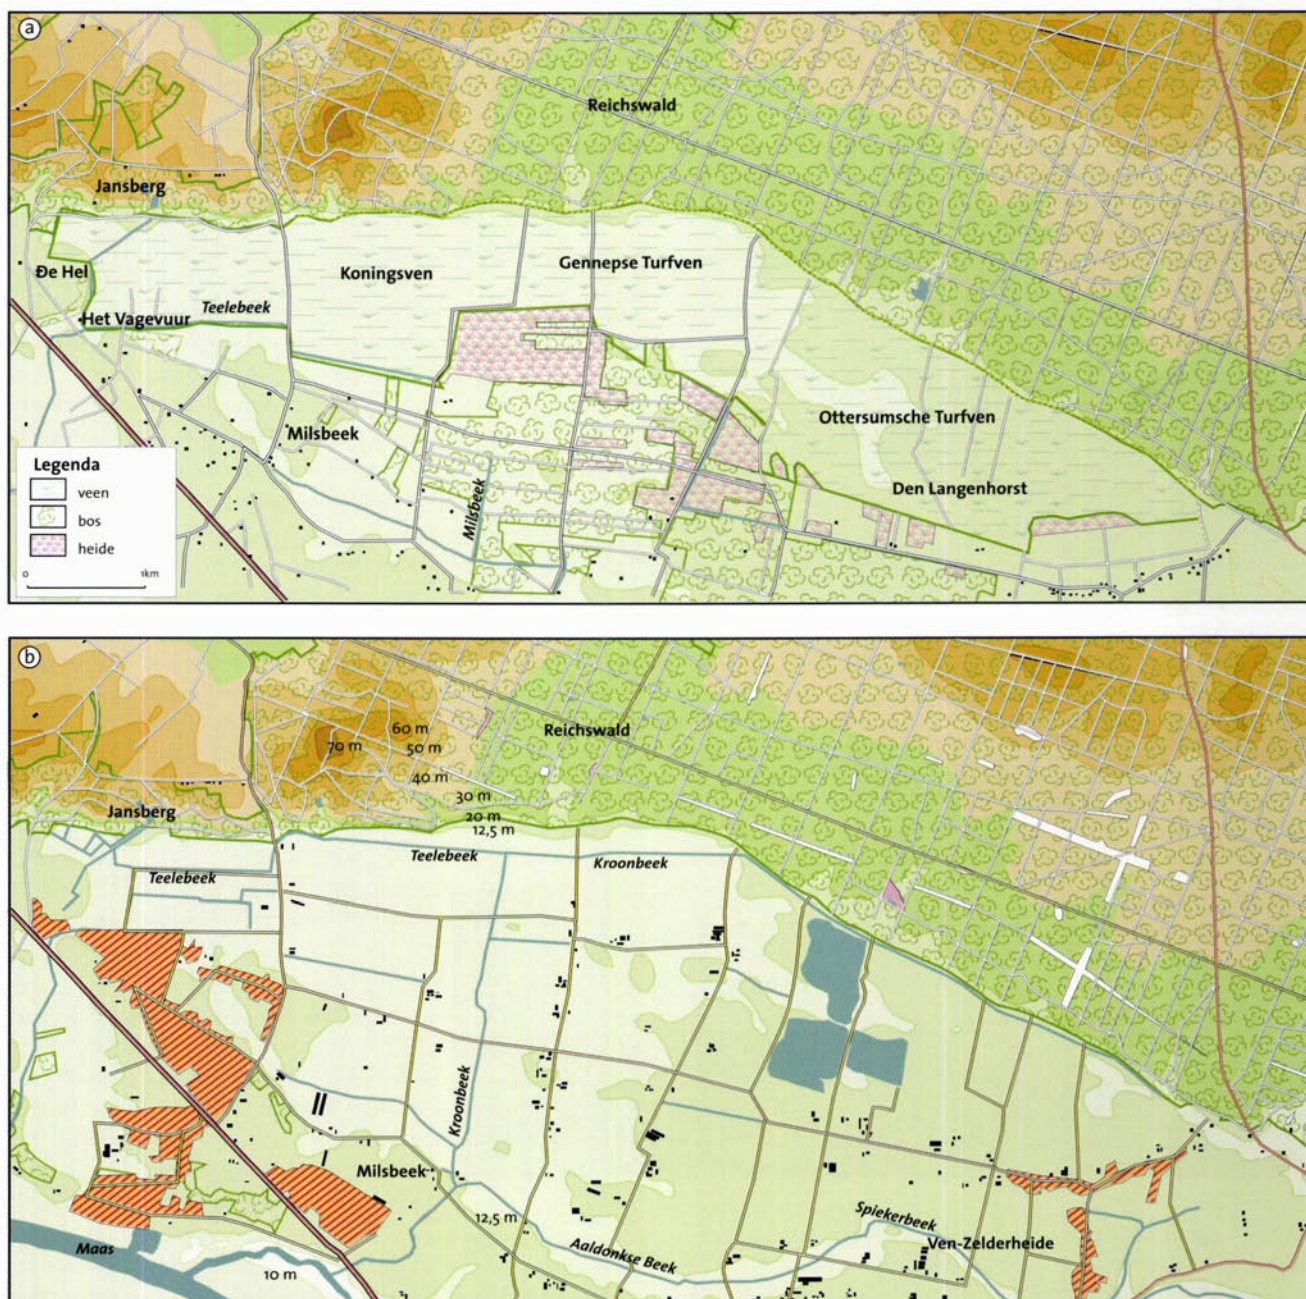 a
Reichswald
Jansberg
De Hel
Koningsven
Gennepse Turfven
Teelebeek
Het Vagevuur
Ottersumsche Turfven
Milsbeek
Den Langenhorst
Milsbeek
Legenda
veen
bos
heide
0 1km
b
Reichswald
60 m
70 m
50 m
40 m
30 m
20 m
12,5 m
Jansberg
Teelebeek
Kroonbeek
Teelebeek
Kroonbeek
Milsbeek
12,5 m
Spiekerbeek
Aaldonkse Beek
Ven-Zelderheide
Maas
10 m